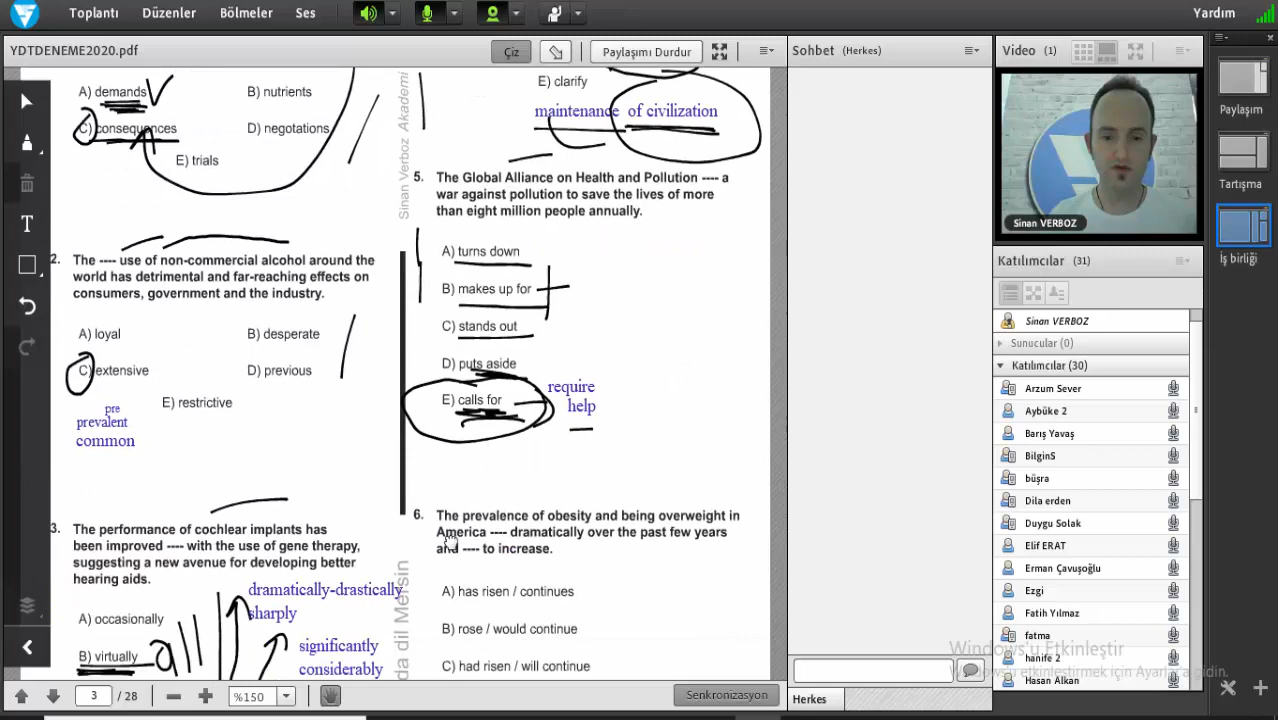 Toplantı Düzenler Bölmeler Ses Yardım
YDTDENEME2020.pdf Çiz Paylaşımı Durdur
A) demands B) nutrients
C) consequences D) negotations
E) trials
2. The ---- use of non-commercial alcohol around the
world has detrimental and far-reaching effects on
consumers, government and the industry.
A) loyal B) desperate
C) extensive D) previous
E) restrictive
pre
prevalent
common
3 The performance of cochlear implants has
been improved ---- with the use of gene therapy,
suggesting a new avenue for developing better
hearing aids.
dramatically-drastically
sharply
A) occasionally
significantly
B) virtually all
considerably
Sinan Verboz Akademi
da dil Mersin
E) clarify
maintenance of civilization
5. The Global Alliance on Health and Pollution ---- a
war against pollution to save the lives of more
than eight million people annually.
A) turns down
B) makes up for
C) stands out
D) puts aside
E) calls for
require
help
6. The prevalence of obesity and being overweight in
America ---- dramatically over the past few years
and ---- to increase.
A) has risen / continues
B) rose / would continue
C) had risen / will continue
3 / 28 %150 Senkronizasyon
Sohbet (Herkes)
Herkes
Video (1)
Sinan VERBOZ
Katılımcılar (31)
Sinan VERBOZ
Sunucular (0)
Katılımcılar (30)
Arzum Sever
Aybüke 2
Barış Yavaş
BilginS
büşra
Dila erden
Duygu Solak
Elif ERAT
Erman Çavuşoğlu
Ezgi
Fatih Yılmaz
fatma
hanife 2
Hasan Alkan
Paylaşım
Tartışma
İş birliği
Windows'u Etkinleştir
Windows'u etkinleştirmek için Ayarlar'a gidin.